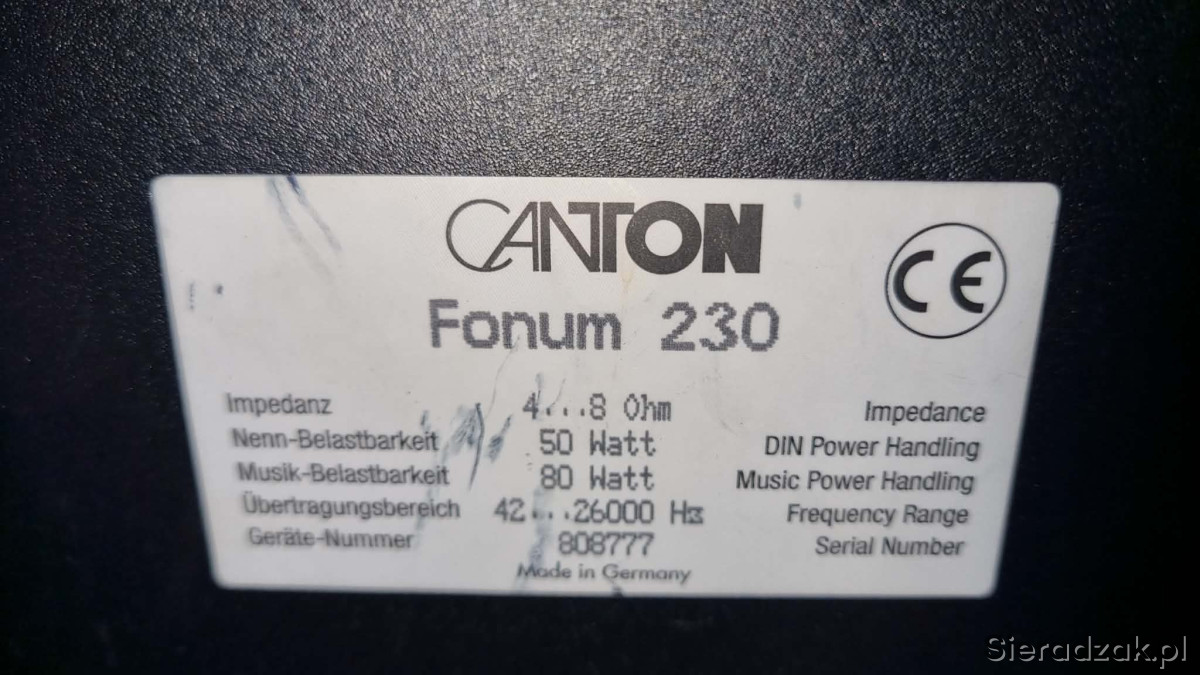 CANTON
CE
Fonum 230
Impedanz 4...8 Ohm Impedance
Nenn-Belastbarkeit 50 Watt DIN Power Handling
Musik-Belastbarkeit 80 Watt Music Power Handling
Übertragungsbereich 42...26000 Hz Frequency Range
Geräte-Nummer 808777 Serial Number
Made in Germany
Sieradzak.pl